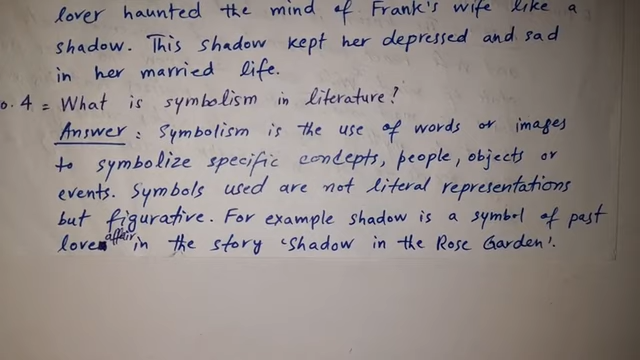 lover haunted the mind of Frank's wife like a
shadow. This shadow kept her depressed and sad
in her married life.
o. 4 = What is symbolism in literature?
Answer : Symbolism is the use of words or images
to symbolize specific condepts, people, objects or
events. Symbols used are not literal representations
but figurative. For example shadow is a symbol of past
love affair in the story 'Shadow in the Rose Garden'.